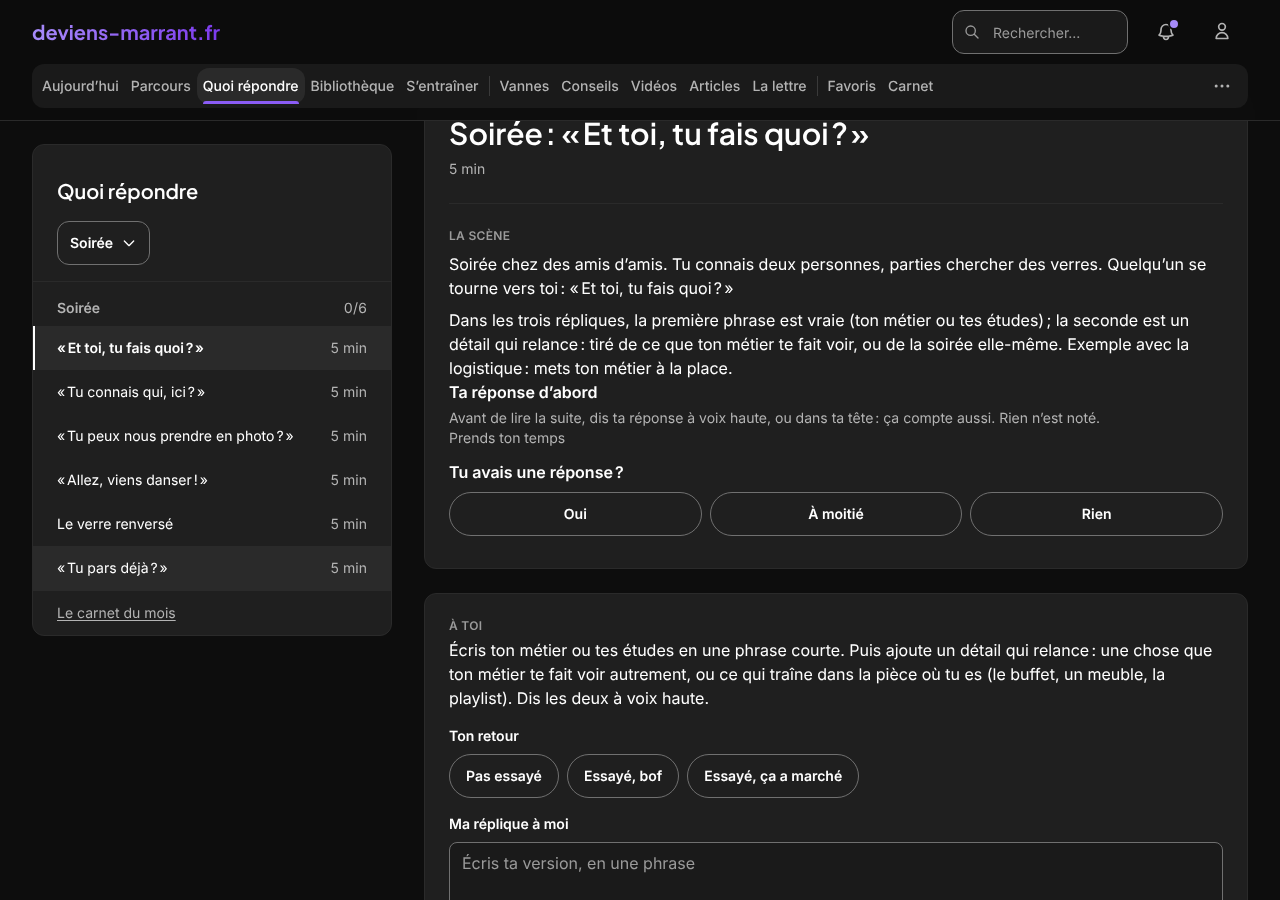 deviens-marrant.fr
Rechercher...
Aujourd’hui Parcours Quoi répondre Bibliothèque S’entraîner Vannes Conseils Vidéos Articles La lettre Favoris Carnet
Quoi répondre
Soirée
Soirée 0/6
« Et toi, tu fais quoi ? » 5 min
« Tu connais qui, ici ? » 5 min
« Tu peux nous prendre en photo ? » 5 min
« Allez, viens danser ! » 5 min
Le verre renversé 5 min
« Tu pars déjà ? » 5 min
Le carnet du mois
Soirée : « Et toi, tu fais quoi ? »
5 min
LA SCÈNE
Soirée chez des amis d’amis. Tu connais deux personnes, parties chercher des verres. Quelqu’un se
tourne vers toi : « Et toi, tu fais quoi ? »
Dans les trois répliques, la première phrase est vraie (ton métier ou tes études) ; la seconde est un
détail qui relance : tiré de ce que ton métier te fait voir, ou de la soirée elle-même. Exemple avec la
logistique : mets ton métier à la place.
Ta réponse d’abord
Avant de lire la suite, dis ta réponse à voix haute, ou dans ta tête : ça compte aussi. Rien n’est noté.
Prends ton temps
Tu avais une réponse ?
Oui À moitié Rien
À TOI
Écris ton métier ou tes études en une phrase courte. Puis ajoute un détail qui relance : une chose que
ton métier te fait voir autrement, ou ce qui traîne dans la pièce où tu es (le buffet, un meuble, la
playlist). Dis les deux à voix haute.
Ton retour
Pas essayé Essayé, bof Essayé, ça a marché
Ma réplique à moi
Écris ta version, en une phrase